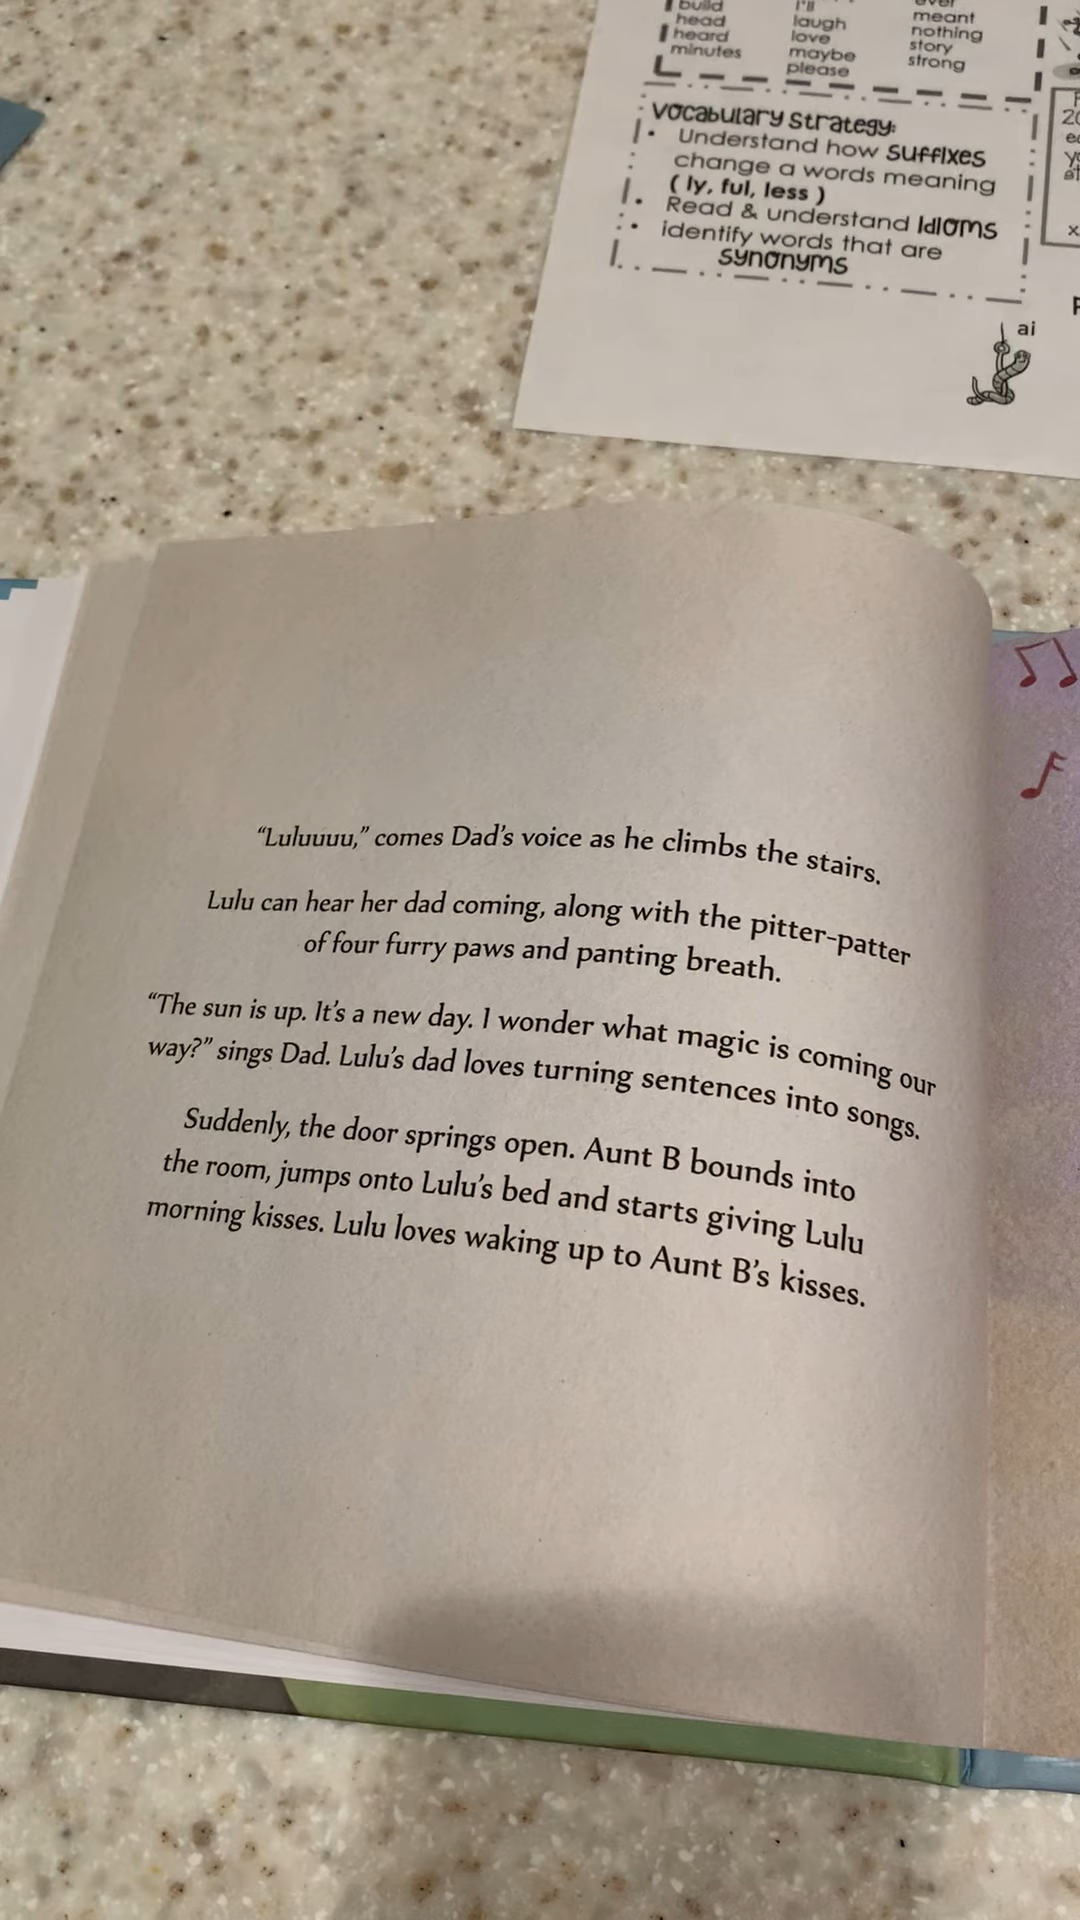 build
head
heard
minutes
I'll
laugh
love
maybe
please
ever
meant
nothing
story
strong
Vocabulary Strategy:
• Understand how suffixes
change a words meaning
( ly, ful, less )
• Read & understand Idioms
• identify words that are
synonyms
ai
20
x
“Luluuuu,” comes Dad’s voice as he climbs the stairs.
Lulu can hear her dad coming, along with the pitter-patter
of four furry paws and panting breath.
“The sun is up. It’s a new day. I wonder what magic is coming our
way?” sings Dad. Lulu’s dad loves turning sentences into songs.
Suddenly, the door springs open. Aunt B bounds into
the room, jumps onto Lulu’s bed and starts giving Lulu
morning kisses. Lulu loves waking up to Aunt B’s kisses.